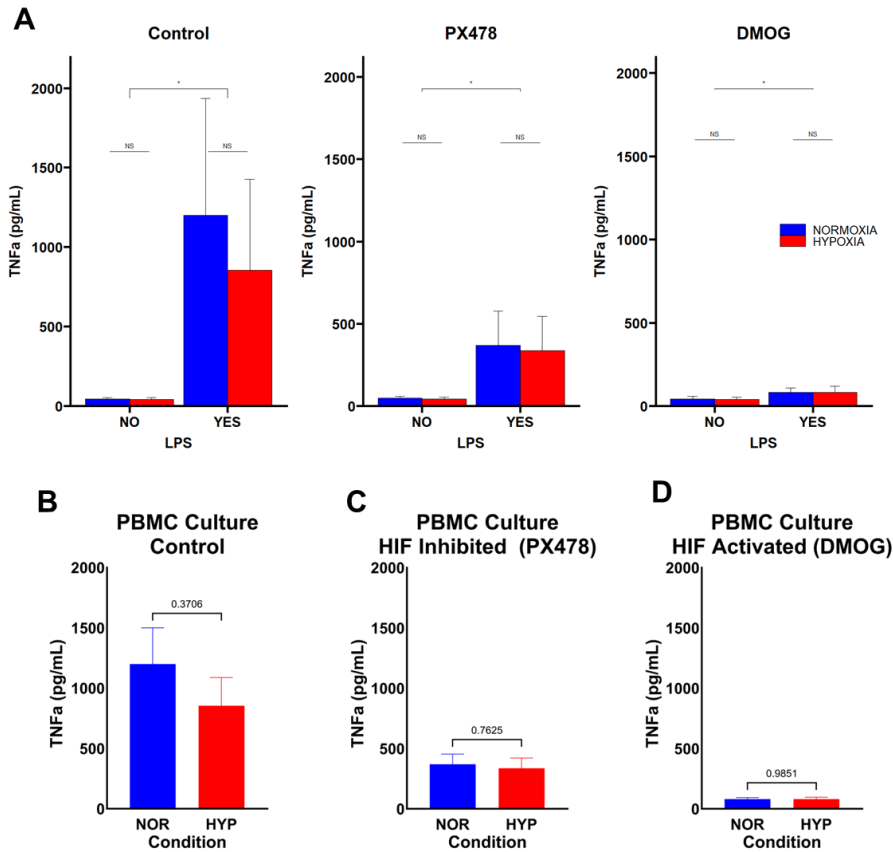 A
Control
PX478
DMOG
TNFa (pg/mL)
2000
1500
1000
500
0
*
NS
NS
NO
YES
LPS
TNFa (pg/mL)
2000
1500
1000
500
0
*
NS
NS
NO
YES
LPS
TNFa (pg/mL)
2000
1500
1000
500
0
*
NS
NS
NORMOXIA
HYPOXIA
NO
YES
LPS
B
PBMC Culture
Control
TNFa (pg/mL)
2000
1500
1000
500
0
0.3706
NOR
HYP
Condition
C
PBMC Culture
HIF Inhibited (PX478)
TNFa (pg/mL)
2000
1500
1000
500
0
0.7625
NOR
HYP
Condition
D
PBMC Culture
HIF Activated (DMOG)
TNFa (pg/mL)
2000
1500
1000
500
0
0.9851
NOR
HYP
Condition